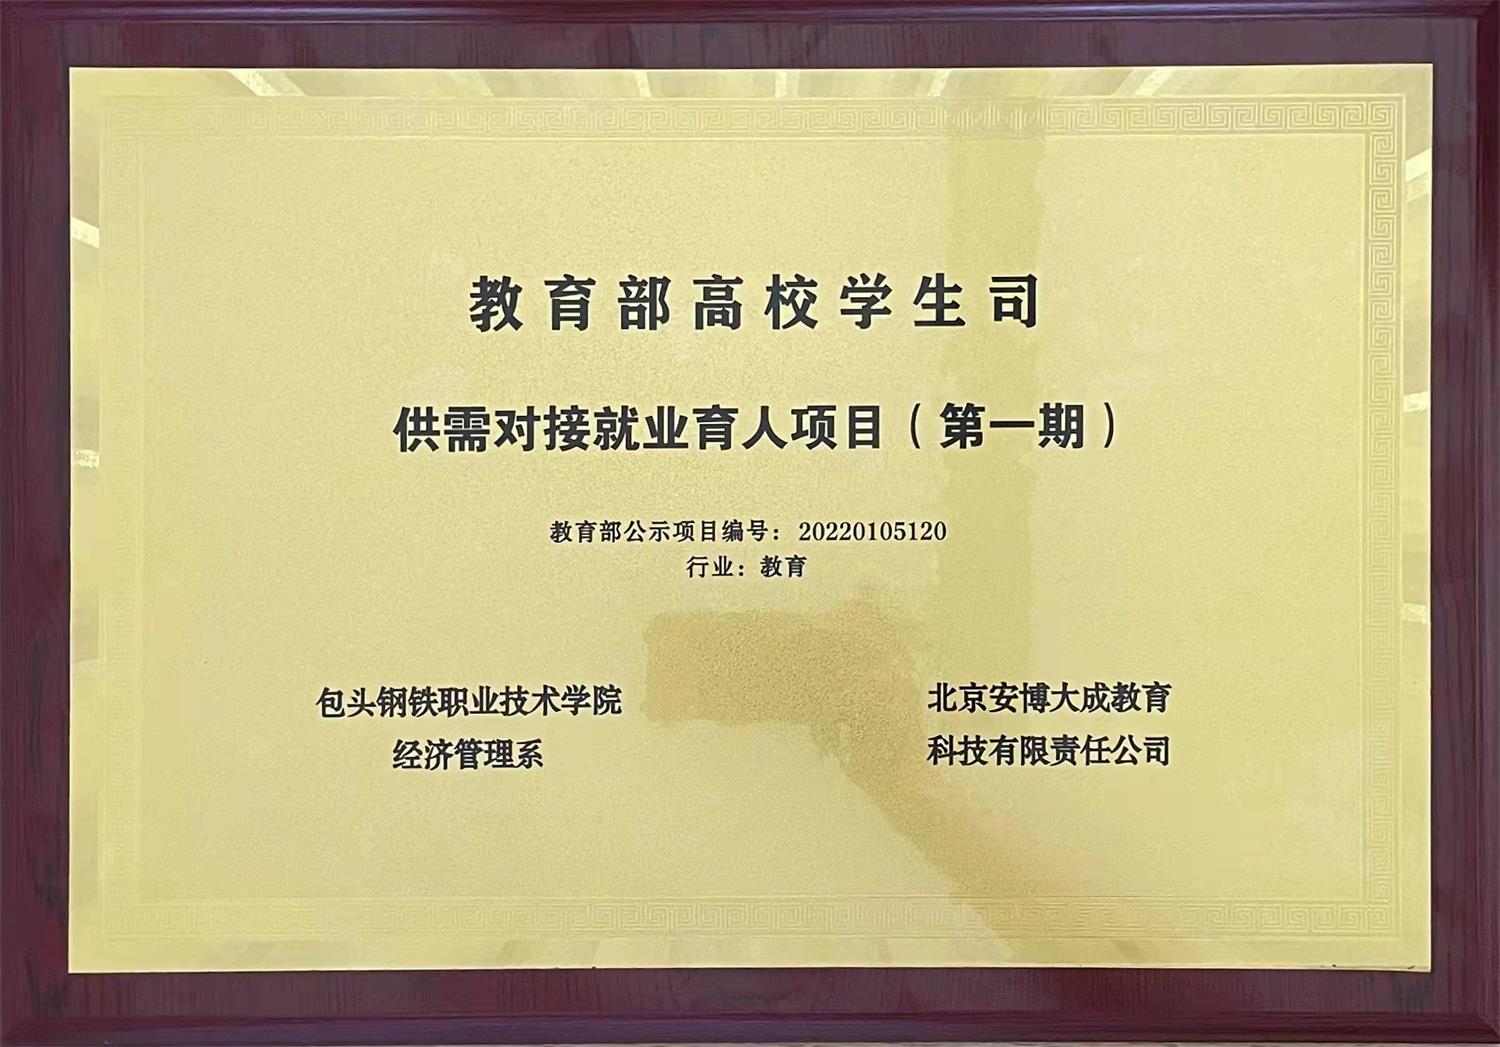 教育部高校学生司
供需对接就业育人项目（第一期）
教育部公示项目编号：20220105120
行业：教育
包头钢铁职业技术学院
经济管理系
北京安博大成教育
科技有限责任公司